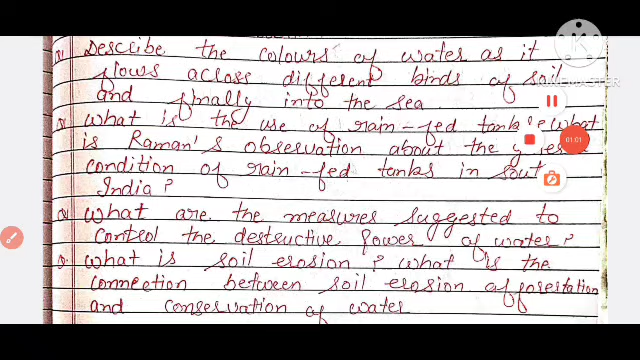 Q. Describe the colours of water as it
flows across different kinds of soil
and finally into the sea.
Q. What is the use of rain-fed tanks? What
is Raman's observation about the
condition of rain-fed tanks in South
India?
Q. What are the measures suggested to
control the destructive power of water?
Q. What is soil erosion? What is the
connection between soil erosion afforestation
and conservation of water
KINEMASTER
01:01